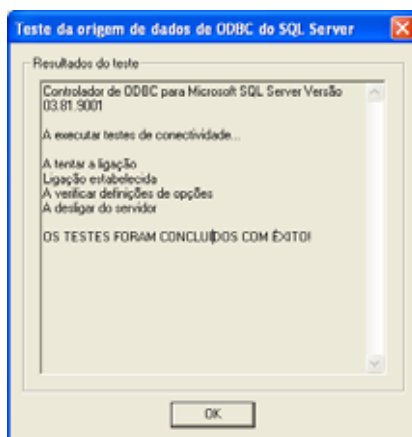 Teste da origem de dados de ODBC do SQL Server
Resultados do teste
Controlador de ODBC para Microsoft SQL Server Versão
03.81.9001
A executar testes de conectividade...
A tentar a ligação
Ligação estabelecida
A verificar definições de opções
A desligar do servidor
OS TESTES FORAM CONCLUÍDOS COM ÊXITO!
OK